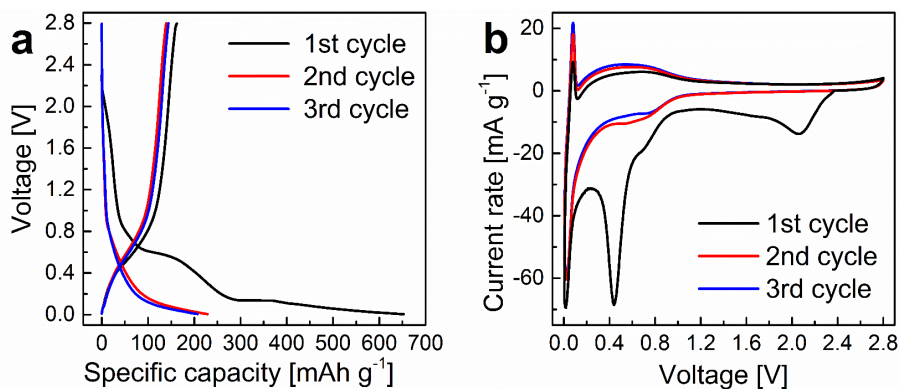 a
1st cycle
2nd cycle
3rd cycle
Voltage [V]
2.8
2.4
2.0
1.6
1.2
0.8
0.4
0.0
0 100 200 300 400 500 600 700
Specific capacity [mAh g-1]
b
1st cycle
2nd cycle
3rd cycle
Current rate [mA g-1]
20
0
-20
-40
-60
0.0 0.4 0.8 1.2 1.6 2.0 2.4 2.8
Voltage [V]